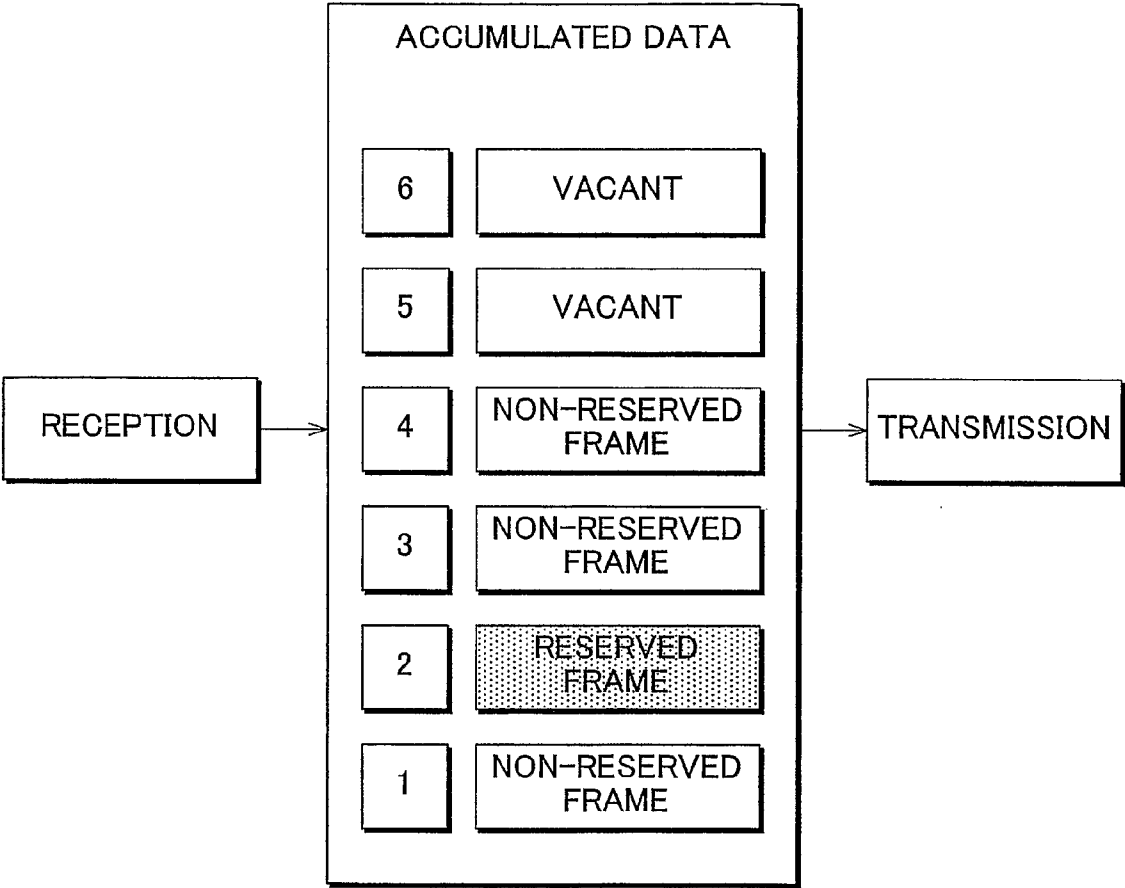 ACCUMULATED DATA
6 VACANT
5 VACANT
RECEPTION
4 NON-RESERVED
FRAME
TRANSMISSION
3 NON-RESERVED
FRAME
2 RESERVED
FRAME
1 NON-RESERVED
FRAME